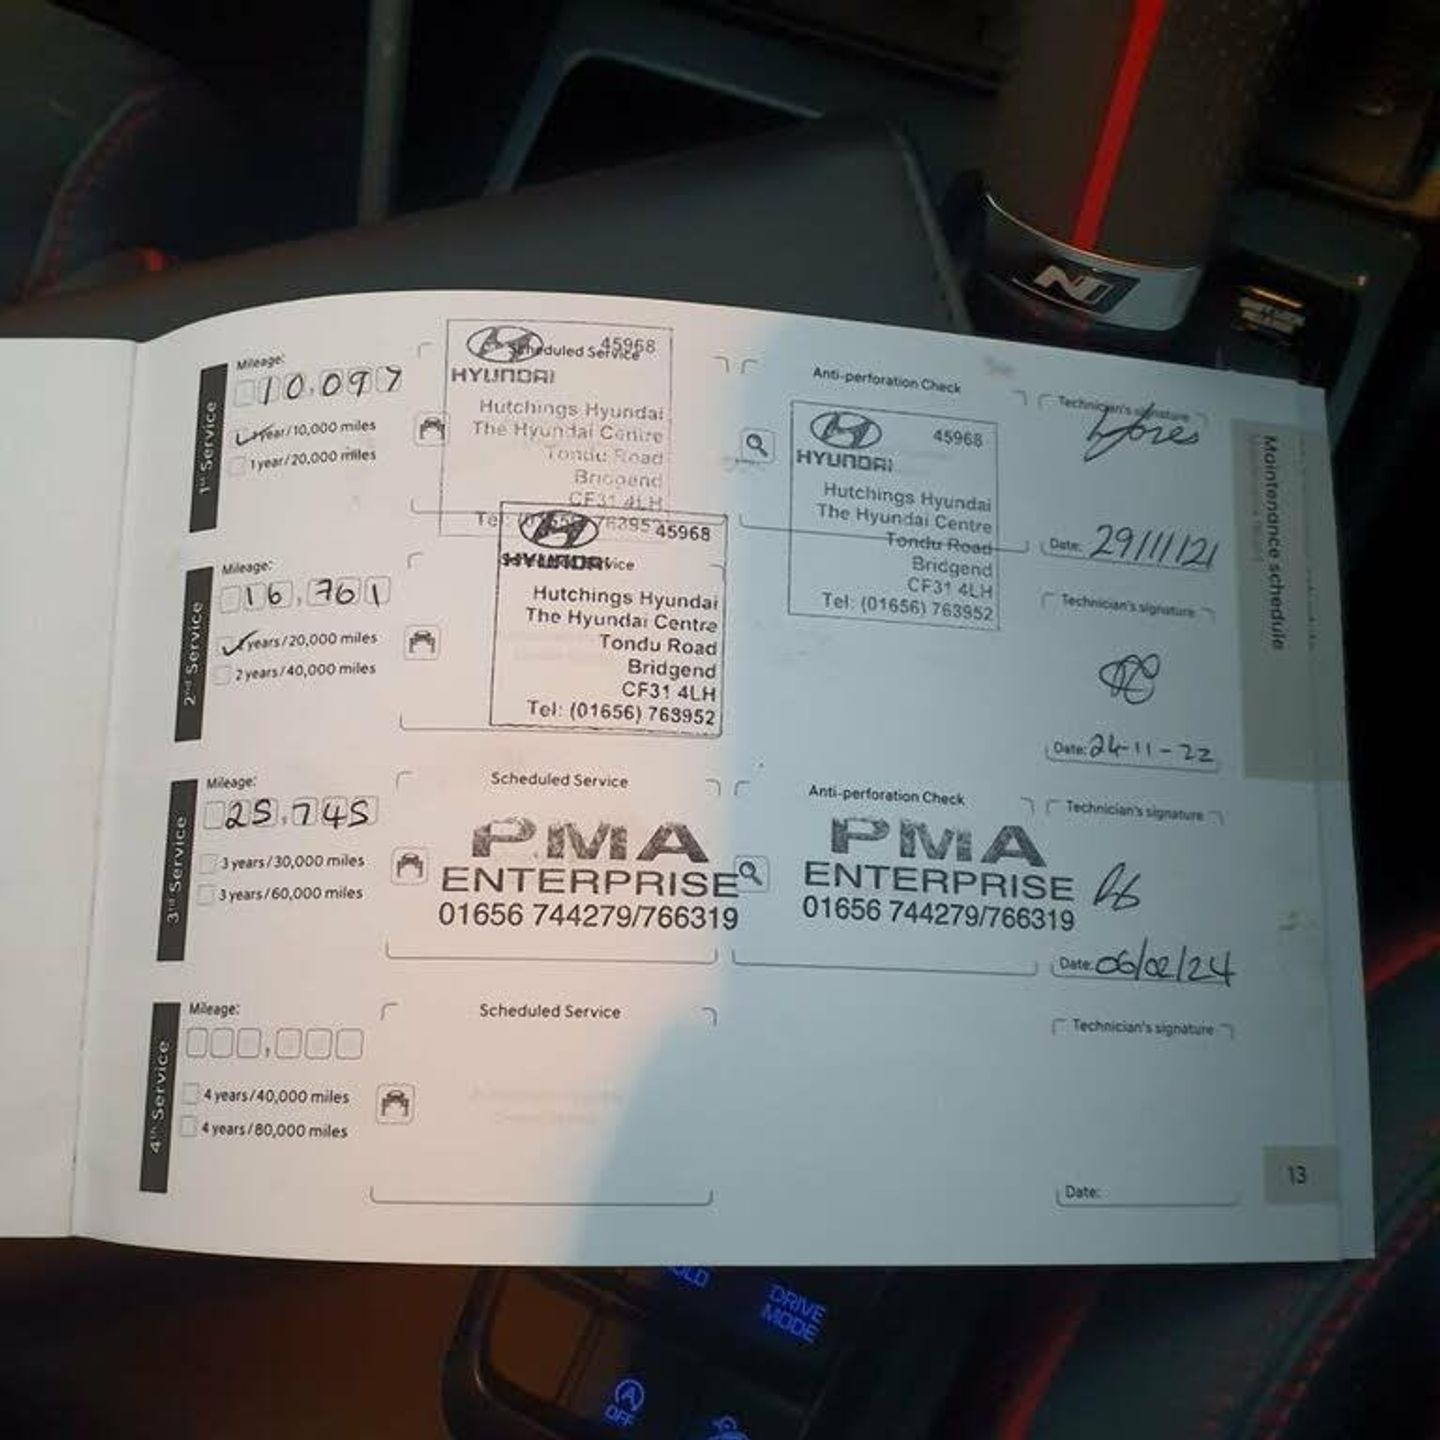 N
1st Service
Mileage:
10,097
1 year/10,000 miles
1 year/20,000 miles
Scheduled Service
45968
HYUNDAI
Hutchings Hyundai
The Hyundai Centre
Tondu Road
Bridgend
CF31 4LH
Tel: (01656) 763952
Anti-perforation Check
45968
HYUNDAI
Hutchings Hyundai
The Hyundai Centre
Tondu Road
Bridgend
CF31 4LH
Tel: (01656) 763952
Technician's signature
Date: 29/11/21
Maintenance schedule
2nd Service
Mileage:
16,761
2 years/20,000 miles
2 years/40,000 miles
45968
HYUNDAI
Hutchings Hyundai
The Hyundai Centre
Tondu Road
Bridgend
CF31 4LH
Tel: (01656) 763952
Technician's signature
Date: 24-11-22
3rd Service
Mileage:
25,745
3 years/30,000 miles
3 years/60,000 miles
Scheduled Service
PMA
ENTERPRISE
01656 744279/766319
Anti-perforation Check
PMA
ENTERPRISE
01656 744279/766319
Technician's signature
Date: 06/02/24
4th Service
Mileage:
4 years/40,000 miles
4 years/80,000 miles
Scheduled Service
Technician's signature
Date:
13
DRIVE
MODE
A
OFF